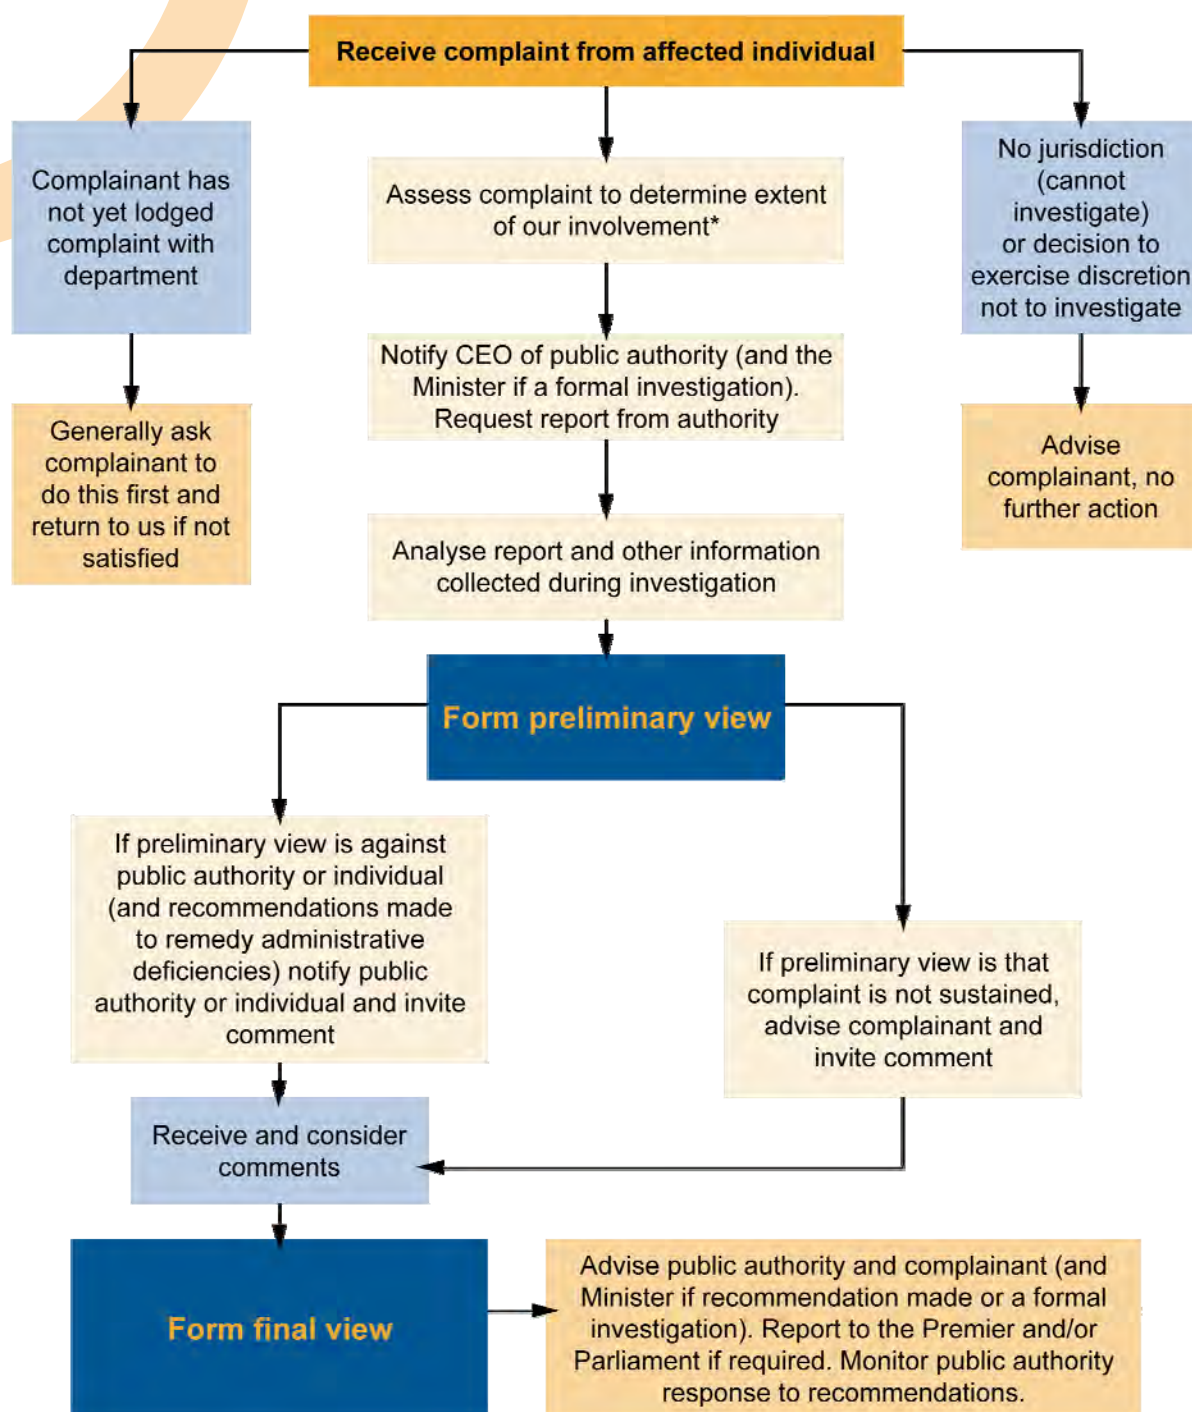 Receive complaint from affected individual
Complainant has
not yet lodged
complaint with
department
Assess complaint to determine extent
of our involvement*
No jurisdiction
(cannot
investigate)
or decision to
exercise discretion
not to investigate
Notify CEO of public authority (and the
Minister if a formal investigation).
Request report from authority
Generally ask
complainant to
do this first and
return to us if not
satisfied
Advise
complainant, no
further action
Analyse report and other information
collected during investigation
Form preliminary view
If preliminary view is against
public authority or individual
(and recommendations made
to remedy administrative
deficiencies) notify public
authority or individual and invite
comment
If preliminary view is that
complaint is not sustained,
advise complainant and
invite comment
Receive and consider
comments
Form final view
Advise public authority and complainant (and
Minister if recommendation made or a formal
investigation). Report to the Premier and/or
Parliament if required. Monitor public authority
response to recommendations.